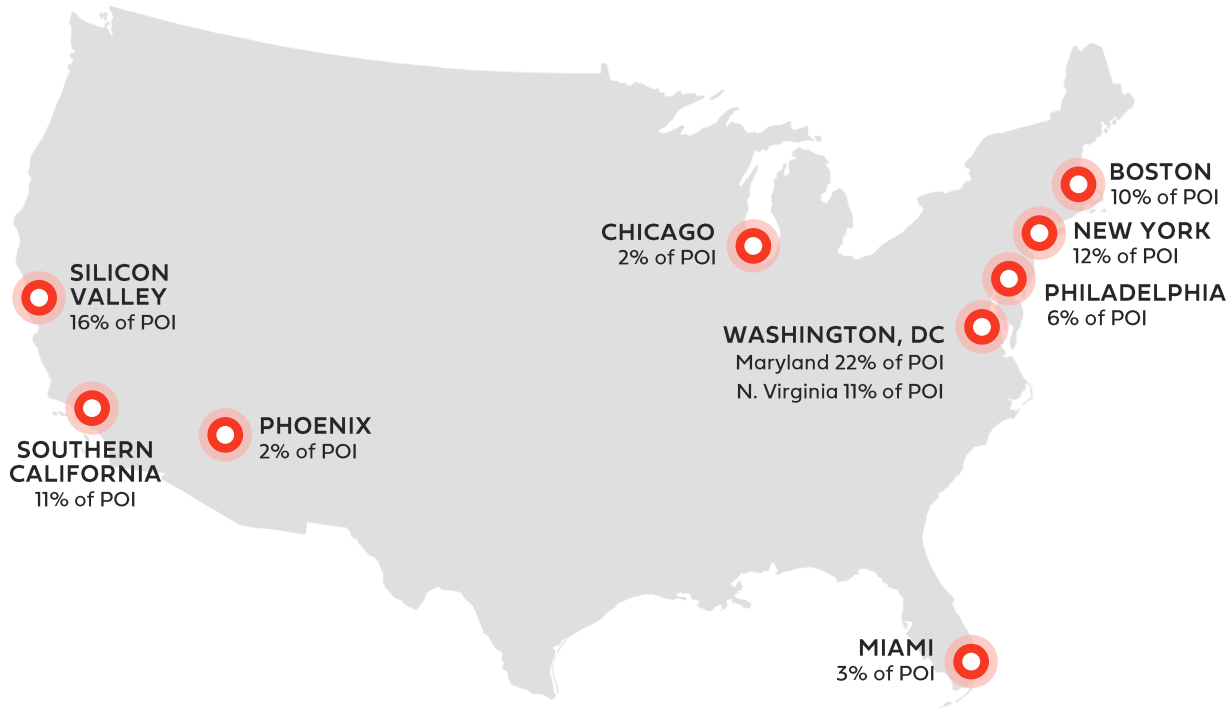 BOSTON
10% of POI
CHICAGO
2% of POI
NEW YORK
12% of POI
SILICON
VALLEY
16% of POI
PHILADELPHIA
6% of POI
WASHINGTON, DC
Maryland 22% of POI
N. Virginia 11% of POI
PHOENIX
2% of POI
SOUTHERN
CALIFORNIA
11% of POI
MIAMI
3% of POI